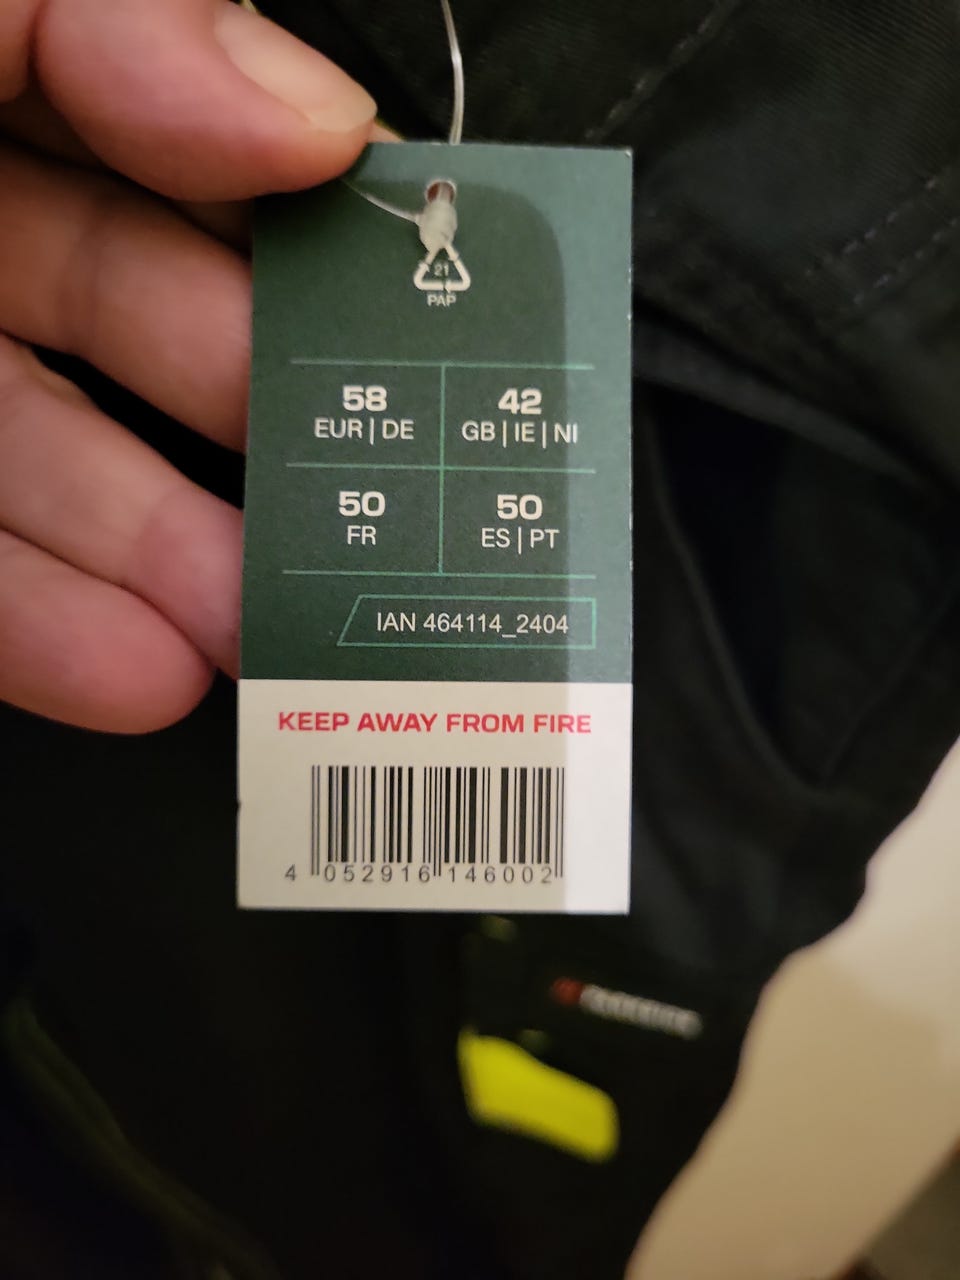 21
PAP
58
EUR | DE
42
GB | IE | NI
50
FR
50
ES | PT
IAN 464114_2404
KEEP AWAY FROM FIRE
4 052916 146002